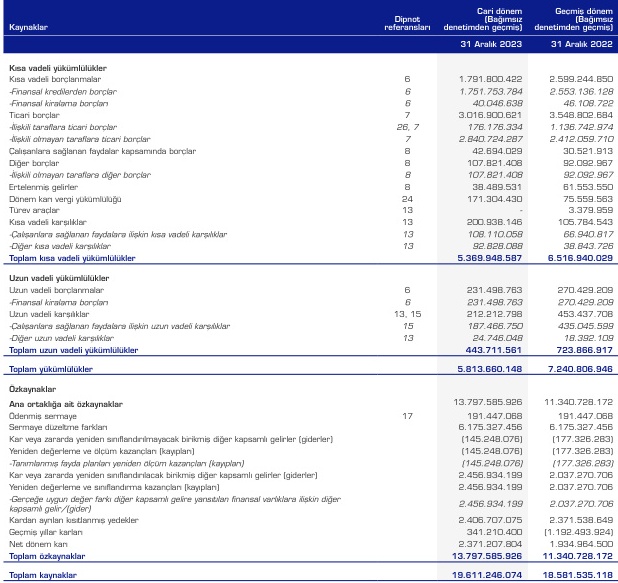 Kaynaklar Dipnot referansları Cari dönem (Bağımsız denetimden geçmiş) Geçmiş dönem (Bağımsız denetimden geçmiş)
31 Aralık 2023 31 Aralık 2022
Kısa vadeli yükümlülükler
Kısa vadeli borçlanmalar 6 1.791.800.422 2.599.244.850
-Finansal kredilerden borçlar 6 1.751.753.784 2.553.136.128
-Finansal kiralama borçları 6 40.046.638 46.108.722
Ticari borçlar 7 3.016.900.621 3.548.802.684
-İlişkili taraflara ticari borçlar 26, 7 176.176.334 1.136.742.974
-İlişkili olmayan taraflara ticari borçlar 7 2.840.724.287 2.412.059.710
Çalışanlara sağlanan faydalar kapsamında borçlar 8 42.694.029 30.521.913
Diğer borçlar 8 107.821.408 92.092.967
-İlişkili olmayan taraflara diğer borçlar 8 107.821.408 92.092.967
Ertelenmiş gelirler 8 38.489.531 61.553.550
Dönem karı vergi yükümlülüğü 24 171.304.430 75.559.563
Türev araçlar 13 - 3.379.959
Kısa vadeli karşılıklar 13 200.938.146 105.784.543
-Çalışanlara sağlanan faydalara ilişkin kısa vadeli karşılıklar 13 108.110.058 66.940.817
-Diğer kısa vadeli karşılıklar 13 92.828.088 38.843.726
Toplam kısa vadeli yükümlülükler 5.369.948.587 6.516.940.029
Uzun vadeli yükümlülükler
Uzun vadeli borçlanmalar 6 231.498.763 270.429.209
-Finansal kiralama borçları 6 231.498.763 270.429.209
Uzun vadeli karşılıklar 13, 15 212.212.798 453.437.708
-Çalışanlara sağlanan faydalara ilişkin uzun vadeli karşılıklar 15 187.466.750 435.045.599
-Diğer uzun vadeli karşılıklar 13 24.746.048 18.392.109
Toplam uzun vadeli yükümlülükler 443.711.561 723.866.917
Toplam yükümlülükler 5.813.660.148 7.240.806.946
Özkaynaklar
Ana ortaklığa ait özkaynaklar 13.797.585.926 11.340.728.172
Ödenmiş sermaye 17 191.447.068 191.447.068
Sermaye düzeltme farkları 6.175.327.456 6.175.327.456
Kar veya zararda yeniden sınıflandırılmayacak birikmiş diğer kapsamlı gelirler (giderler) (145.248.076) (177.326.283)
Yeniden değerleme ve ölçüm kazançları (kayıpları) (145.248.076) (177.326.283)
-Tanımlanmış fayda planları yeniden ölçüm kazançları (kayıpları) (145.248.076) (177.326.283)
Kar veya zararda yeniden sınıflandırılacak birikmiş diğer kapsamlı gelirler (giderler) 2.456.934.199 2.037.270.706
Yeniden değerleme ve sınıflandırma kazançları (kayıpları) 2.456.934.199 2.037.270.706
-Gerçeğe uygun değer farkı diğer kapsamlı gelire yansıtılan finansal varlıklara ilişkin diğer
kapsamlı gelir/(gider) 2.456.934.199 2.037.270.706
Kardan ayrılan kısıtlanmış yedekler 2.406.707.075 2.371.538.649
Geçmiş yıllar karları 341.210.400 (1.192.493.924)
Net dönem karı 2.371.207.804 1.934.964.500
Toplam özkaynaklar 13.797.585.926 11.340.728.172
Toplam kaynaklar 19.611.246.074 18.581.535.118